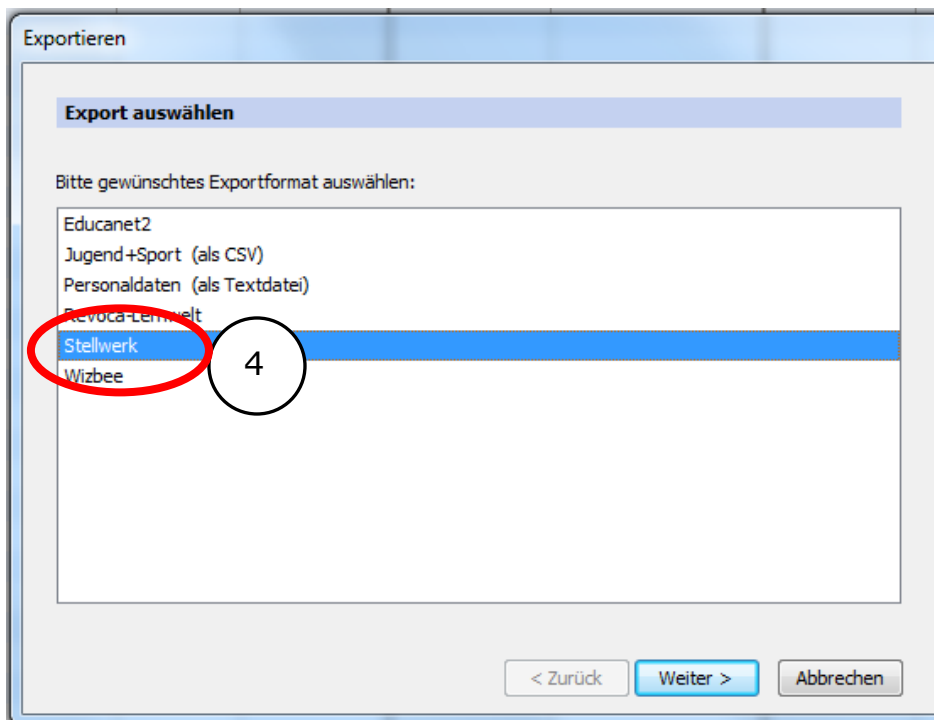 Exportieren
Export auswählen
Bitte gewünschtes Exportformat auswählen:
Educanet2
Jugend+Sport (als CSV)
Personaldaten (als Textdatei)
Revoca-Lernwelt
Stellwerk
4
Wizbee
< Zurück Weiter > Abbrechen